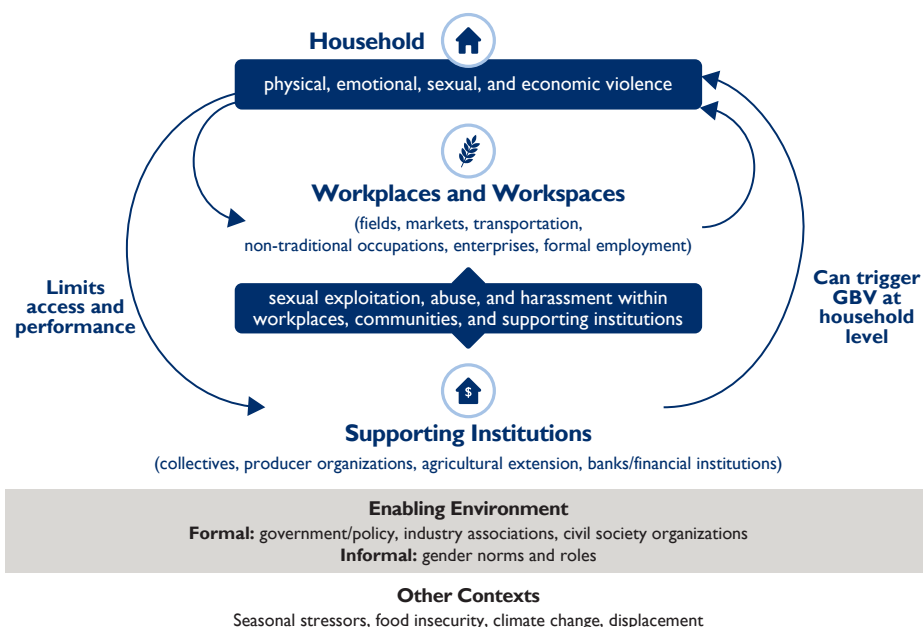 Household
physical, emotional, sexual, and economic violence
Workplaces and Workspaces
(fields, markets, transportation,
non-traditional occupations, enterprises, formal employment)
Limits
access and
performance
sexual exploitation, abuse, and harassment within
workplaces, communities, and supporting institutions
Can trigger
GBV at
household
level
$
Supporting Institutions
(collectives, producer organizations, agricultural extension, banks/financial institutions)
Enabling Environment
Formal: government/policy, industry associations, civil society organizations
Informal: gender norms and roles
Other Contexts
Seasonal stressors, food insecurity, climate change, displacement